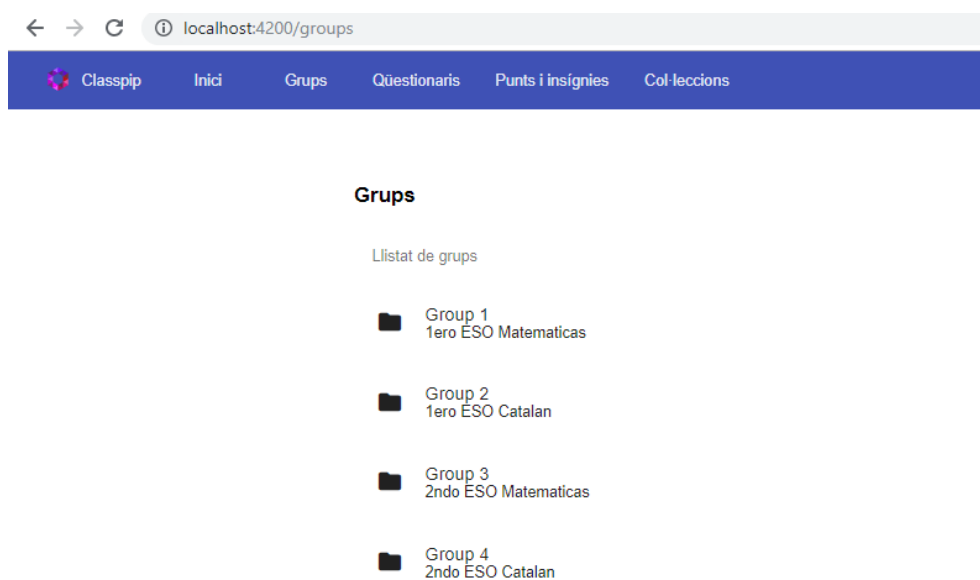 localhost:4200/groups
Classpip Inici Grups Qüestionaris Punts i insígnies Col·leccions
Grups
Llistat de grups
Group 1
1ero ESO Matematicas
Group 2
1ero ESO Catalan
Group 3
2ndo ESO Matematicas
Group 4
2ndo ESO Catalan